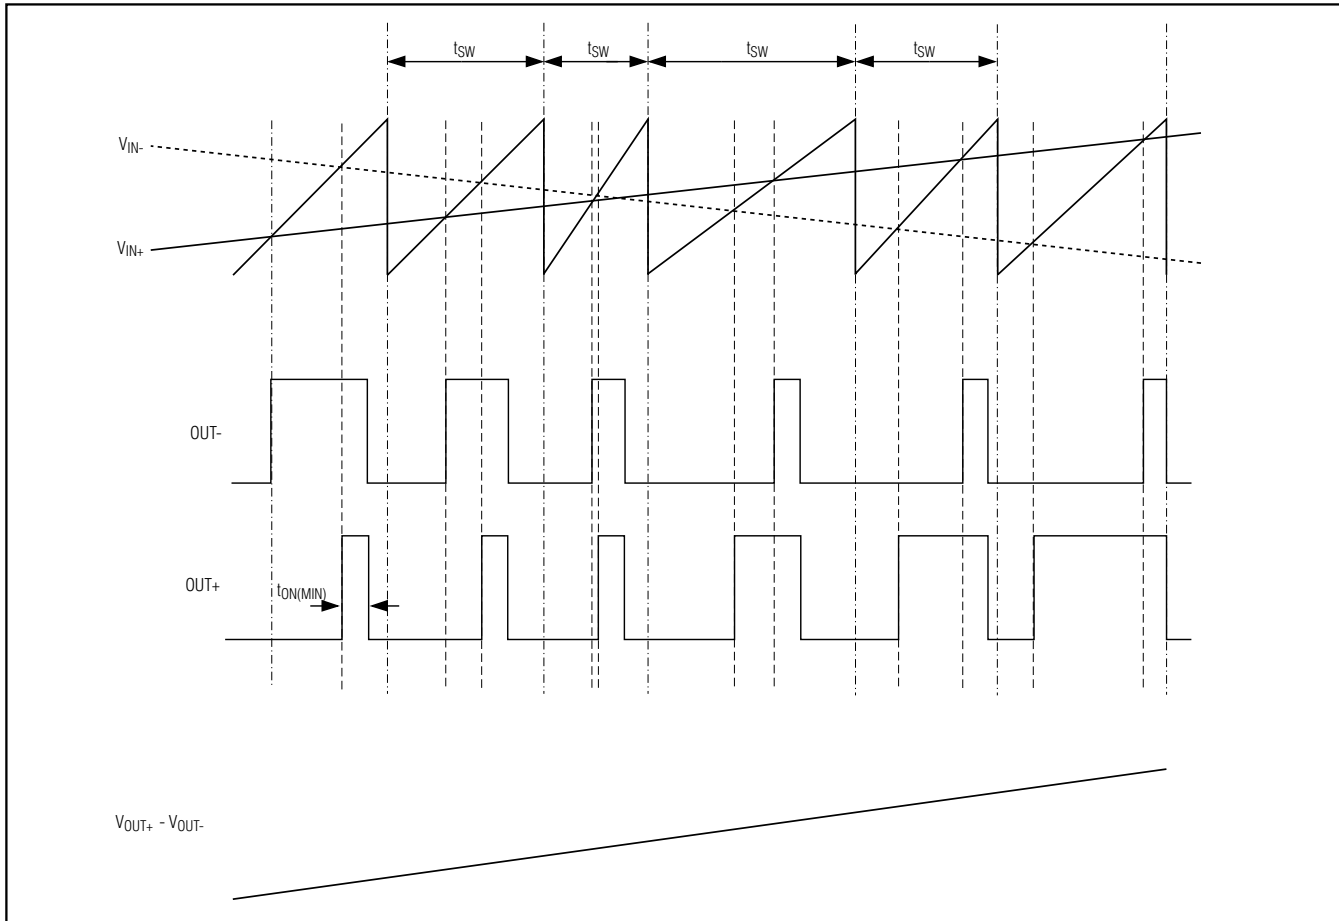 tSW tSW tSW tSW
VIN-
VIN+
OUT-
OUT+
tON(MIN)
VOUT+ - VOUT-